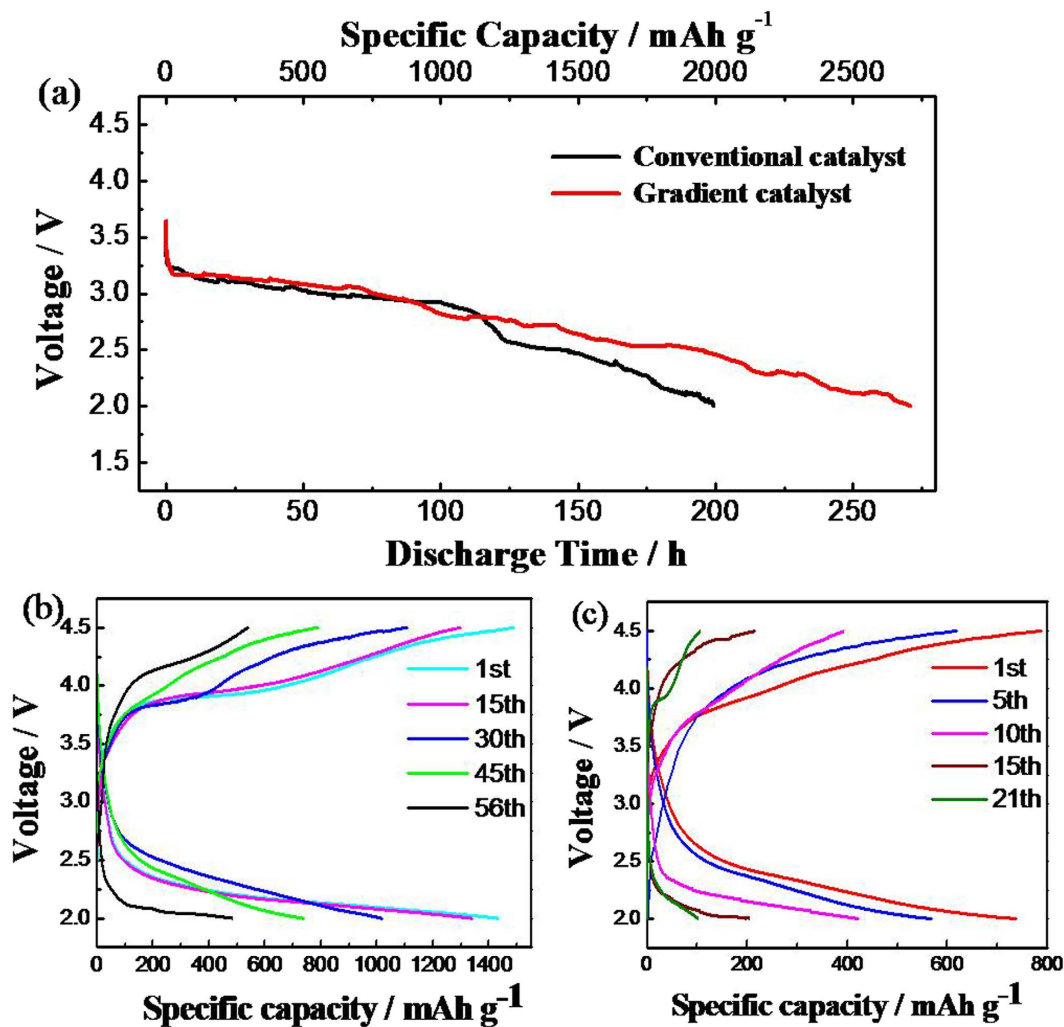 Specific Capacity / mAh g⁻¹
0 500 1000 1500 2000 2500
(a)
4.5
4.0
3.5
3.0
2.5
2.0
1.5
Voltage / V
Conventional catalyst
Gradient catalyst
0 50 100 150 200 250
Discharge Time / h
(b)
4.5
4.0
3.5
3.0
2.5
2.0
Voltage / V
1st
15th
30th
45th
56th
0 200 400 600 800 1000 1200 1400
Specific capacity / mAh g⁻¹
(c)
4.5
4.0
3.5
3.0
2.5
2.0
Voltage / V
1st
5th
10th
15th
21th
0 200 400 600 800
Specific capacity / mAh g⁻¹